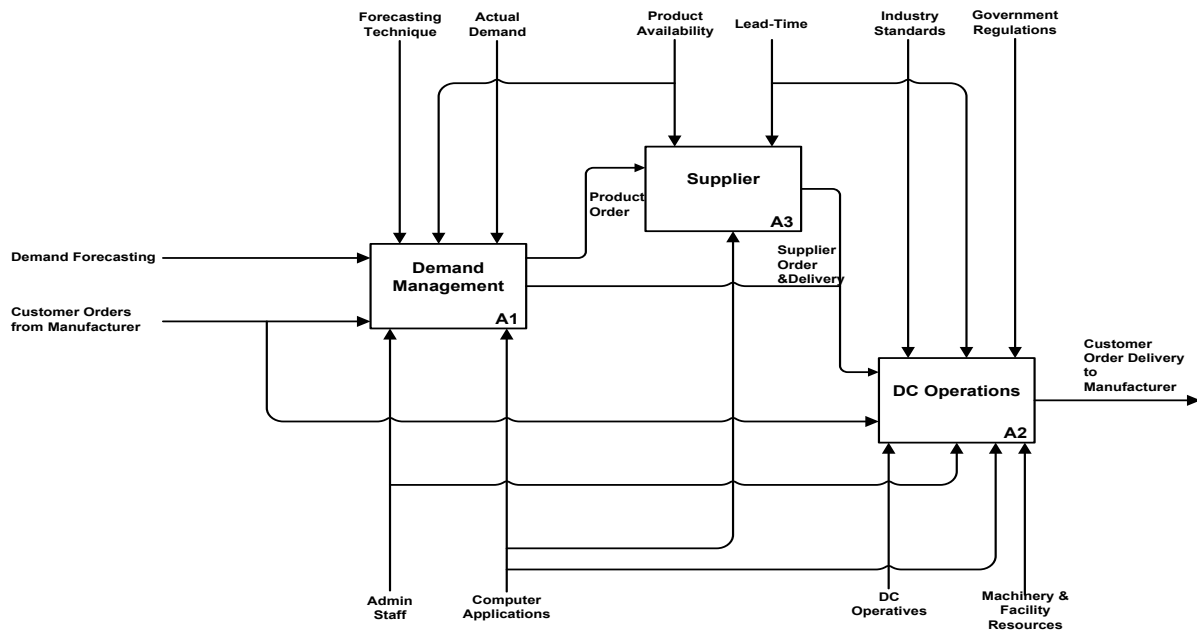 Forecasting
Technique
Actual
Demand
Product
Availability
Lead-Time
Industry
Standards
Government
Regulations
Supplier
A3
Product
Order
Demand Forecasting
Demand
Management
A1
Supplier
Order
&Delivery
Customer Orders
from Manufacturer
Customer
Order Delivery
to
Manufacturer
DC Operations
A2
Admin
Staff
Computer
Applications
DC
Operatives
Machinery &
Facility
Resources